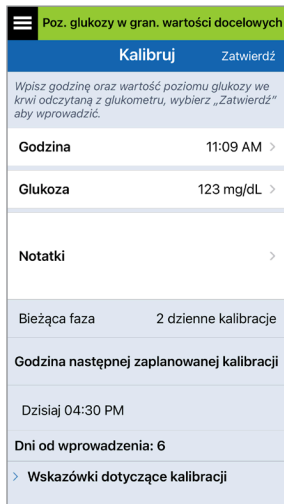 Poz. glukozy w gran. wartości docelowych
Kalibruj
Zatwierdź
Wpisz godzinę oraz wartość poziomu glukozy we
krwi odczytaną z glukometru, wybierz „Zatwierdź”
aby wprowadzić.
Godzina 11:09 AM
Glukoza 123 mg/dL
Notatki
Bieżąca faza 2 dzienne kalibracje
Godzina następnej zaplanowanej kalibracji
Dzisiaj 04:30 PM
Dni od wprowadzenia: 6
Wskazówki dotyczące kalibracji